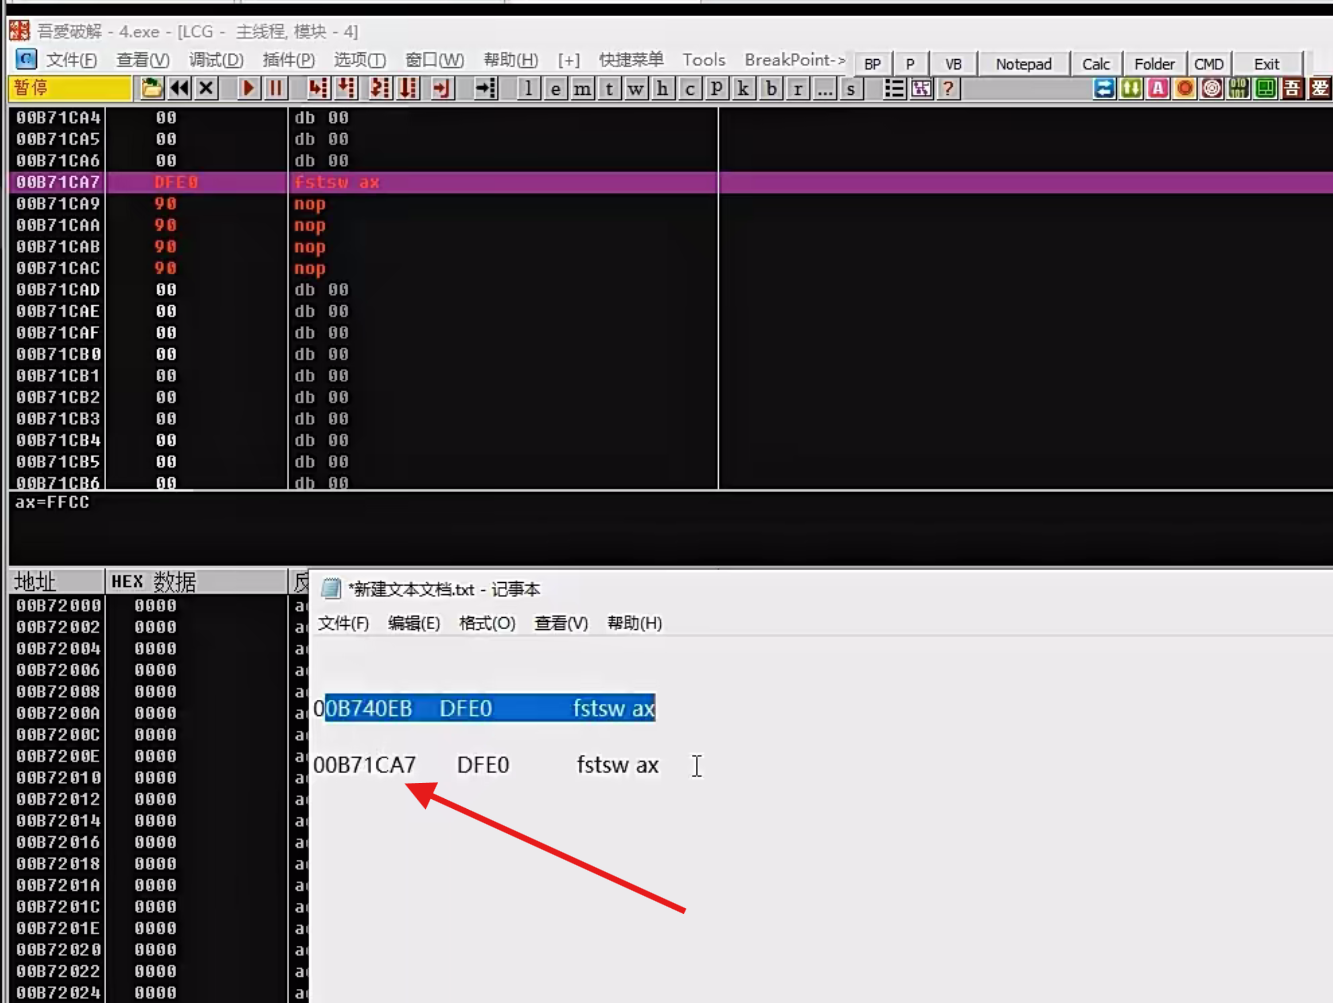 吾愛破解 - 4.exe - [LCG - 主线程, 模块 - 4]
文件(F) 查看(V) 调试(D) 插件(P) 选项(T) 窗口(W) 帮助(H) [+] 快捷菜单 Tools BreakPoint-> BP P VB Notepad Calc Folder CMD Exit
暂停 l e m t w h c P k b r ... s ? A 吾 爱
00B71CA4 00 db 00
00B71CA5 00 db 00
00B71CA6 00 db 00
00B71CA7 DFE0 fstsw ax
00B71CA9 90 nop
00B71CAA 90 nop
00B71CAB 90 nop
00B71CAC 90 nop
00B71CAD 00 db 00
00B71CAE 00 db 00
00B71CAF 00 db 00
00B71CB0 00 db 00
00B71CB1 00 db 00
00B71CB2 00 db 00
00B71CB3 00 db 00
00B71CB4 00 db 00
00B71CB5 00 db 00
00B71CB6 00 db 00
ax=FFCC
地址 HEX 数据 反
00B72000 0000
00B72002 0000
00B72004 0000
00B72006 0000
00B72008 0000
00B7200A 0000
00B7200C 0000
00B7200E 0000
00B72010 0000
00B72012 0000
00B72014 0000
00B72016 0000
00B72018 0000
00B7201A 0000
00B7201C 0000
00B7201E 0000
00B72020 0000
00B72022 0000
00B72024 0000
*新建文本文档.txt - 记事本
文件(F) 编辑(E) 格式(O) 查看(V) 帮助(H)
00B740EB DFE0 fstsw ax
00B71CA7 DFE0 fstsw ax